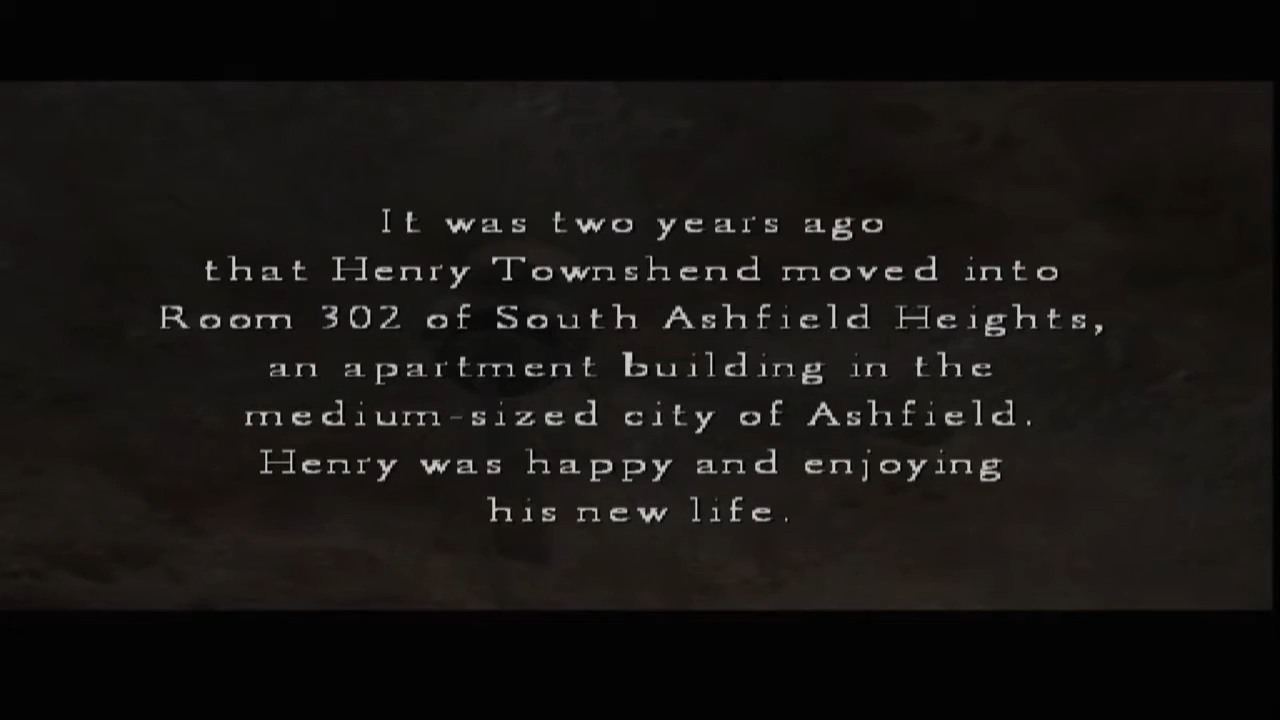 It was two years ago
that Henry Townshend moved into
Room 302 of South Ashfield Heights,
an apartment building in the
medium-sized city of Ashfield.
Henry was happy and enjoying
his new life.